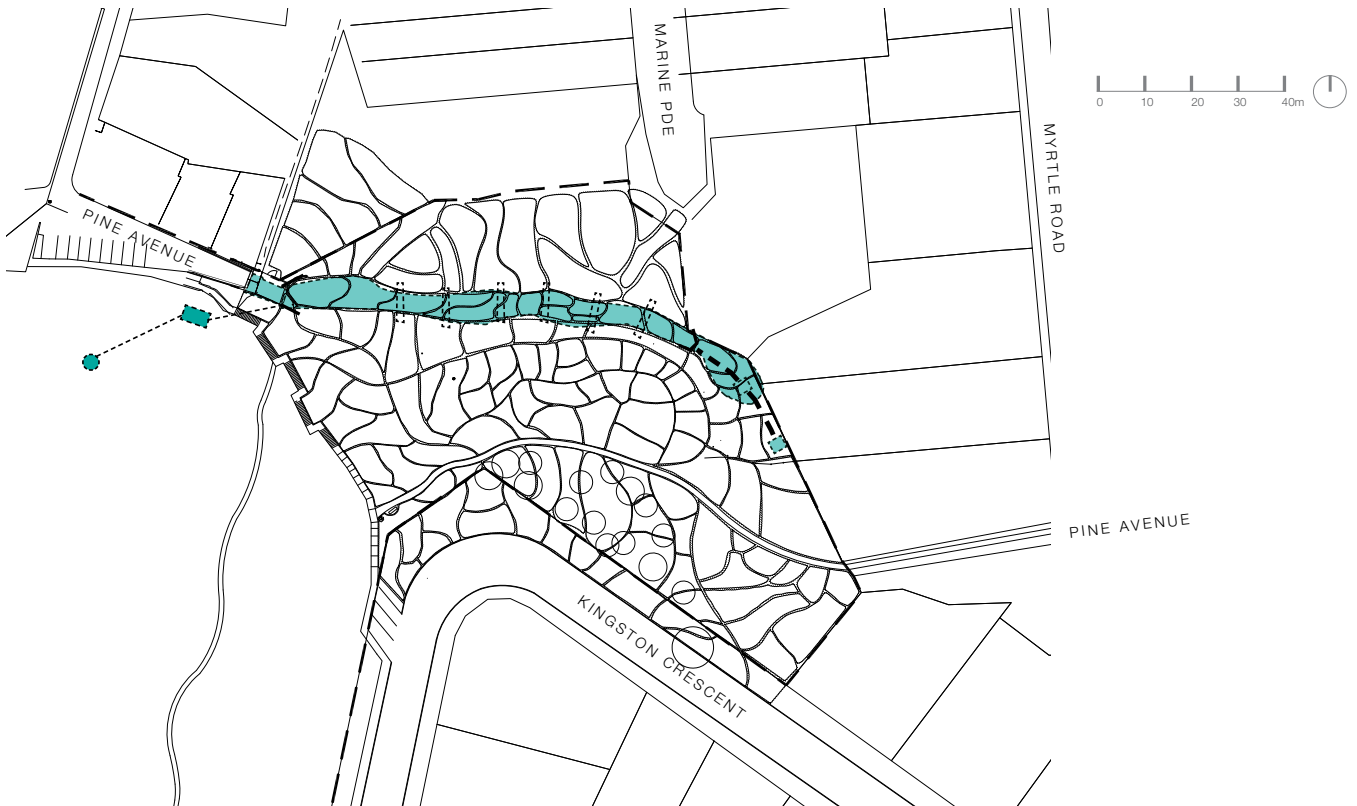 MARINE PDE
0 10 20 30 40m
MYRTLE ROAD
PINE AVENUE
PINE AVENUE
KINGSTON CRESCENT